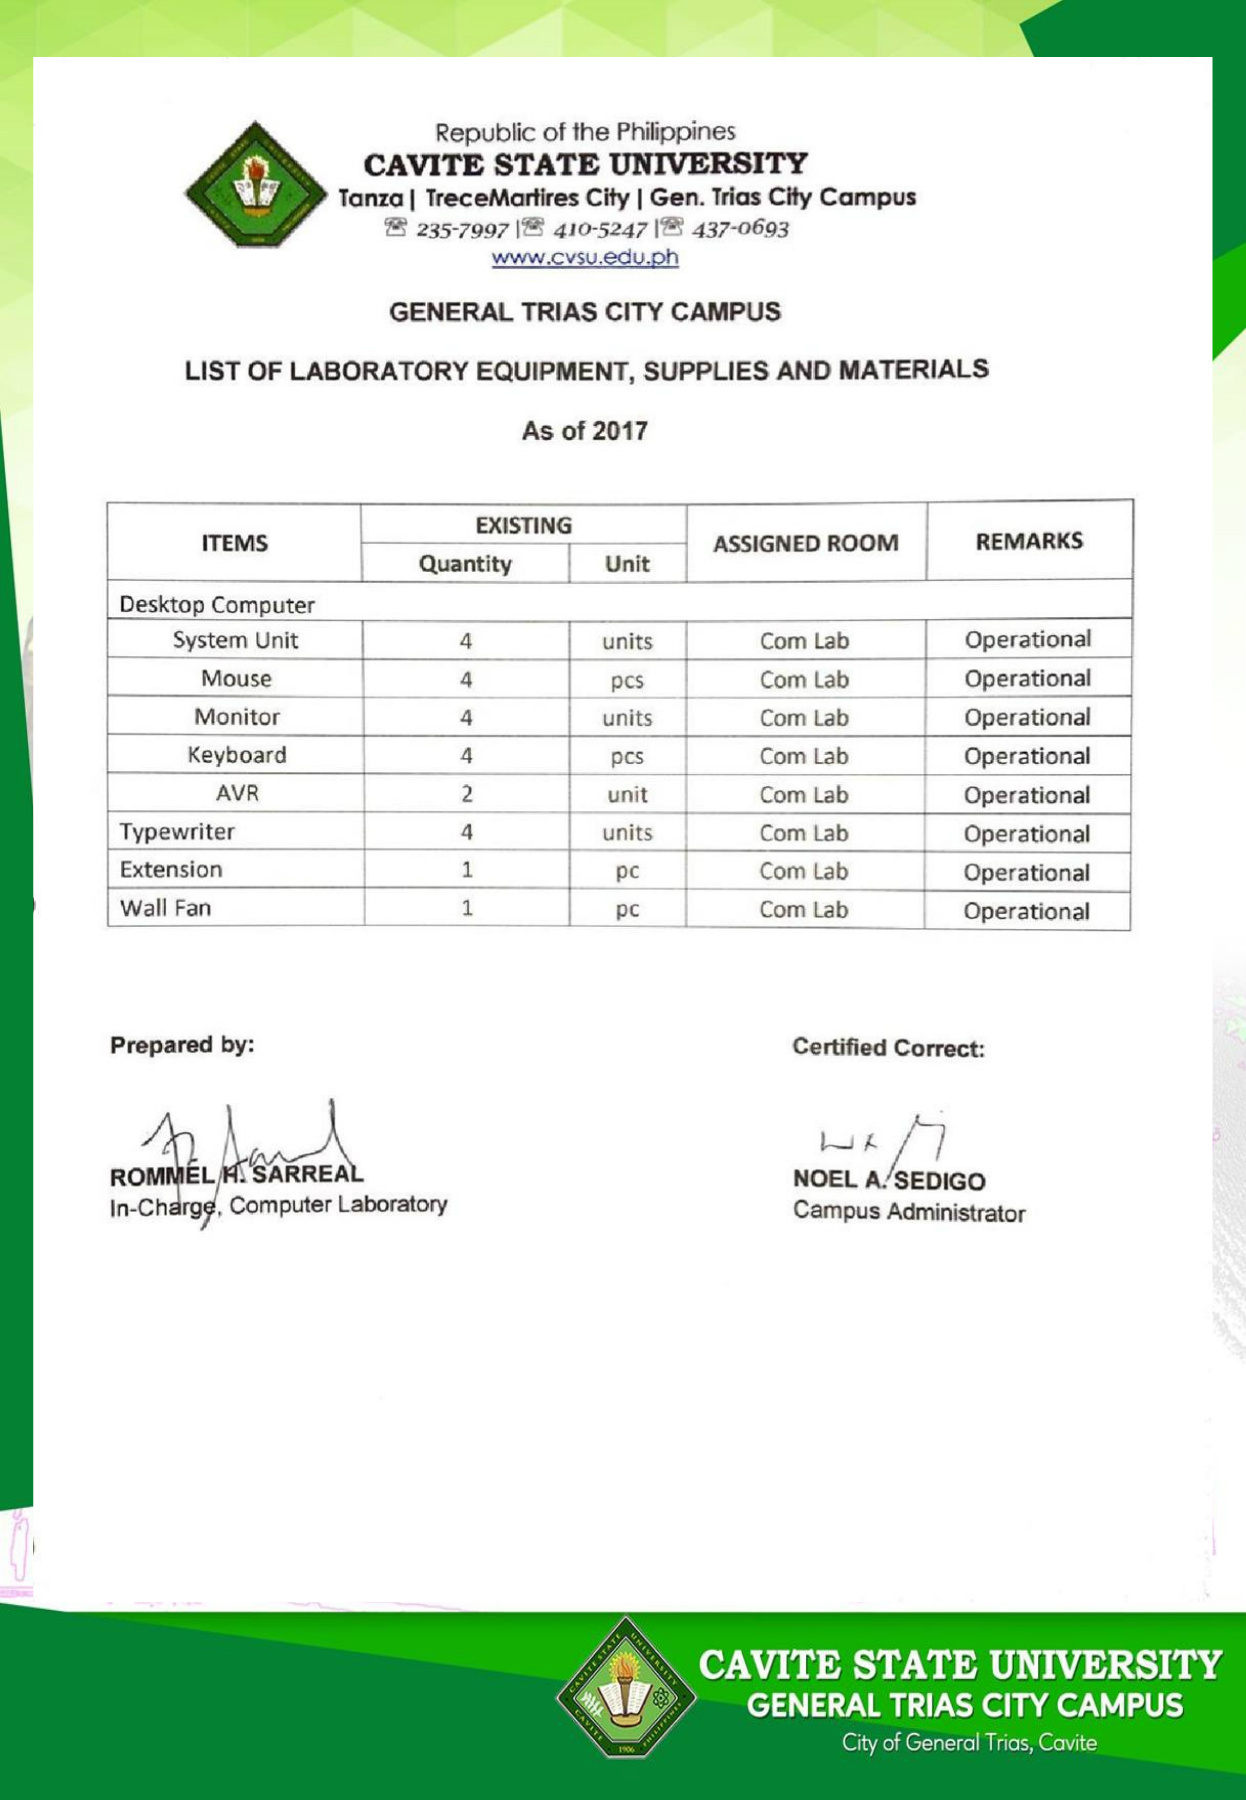 Republic of the Philippines
CAVITE STATE UNIVERSITY
Tanza | TreceMartires City | Gen. Trias City Campus
☏ 235-7997 |☏ 410-5247 |☏ 437-0693
www.cvsu.edu.ph
GENERAL TRIAS CITY CAMPUS
LIST OF LABORATORY EQUIPMENT, SUPPLIES AND MATERIALS
As of 2017
ITEMS EXISTING ASSIGNED ROOM REMARKS
Quantity Unit
Desktop Computer
System Unit 4 units Com Lab Operational
Mouse 4 pcs Com Lab Operational
Monitor 4 units Com Lab Operational
Keyboard 4 pcs Com Lab Operational
AVR 2 unit Com Lab Operational
Typewriter 4 units Com Lab Operational
Extension 1 pc Com Lab Operational
Wall Fan 1 pc Com Lab Operational
Prepared by: Certified Correct:
ROMMEL H. SARREAL NOEL A. SEDIGO
In-Charge, Computer Laboratory Campus Administrator
CAVITE STATE UNIVERSITY
CAVITE PHILIPPINES
1906
CAVITE STATE UNIVERSITY
GENERAL TRIAS CITY CAMPUS
City of General Trias, Cavite